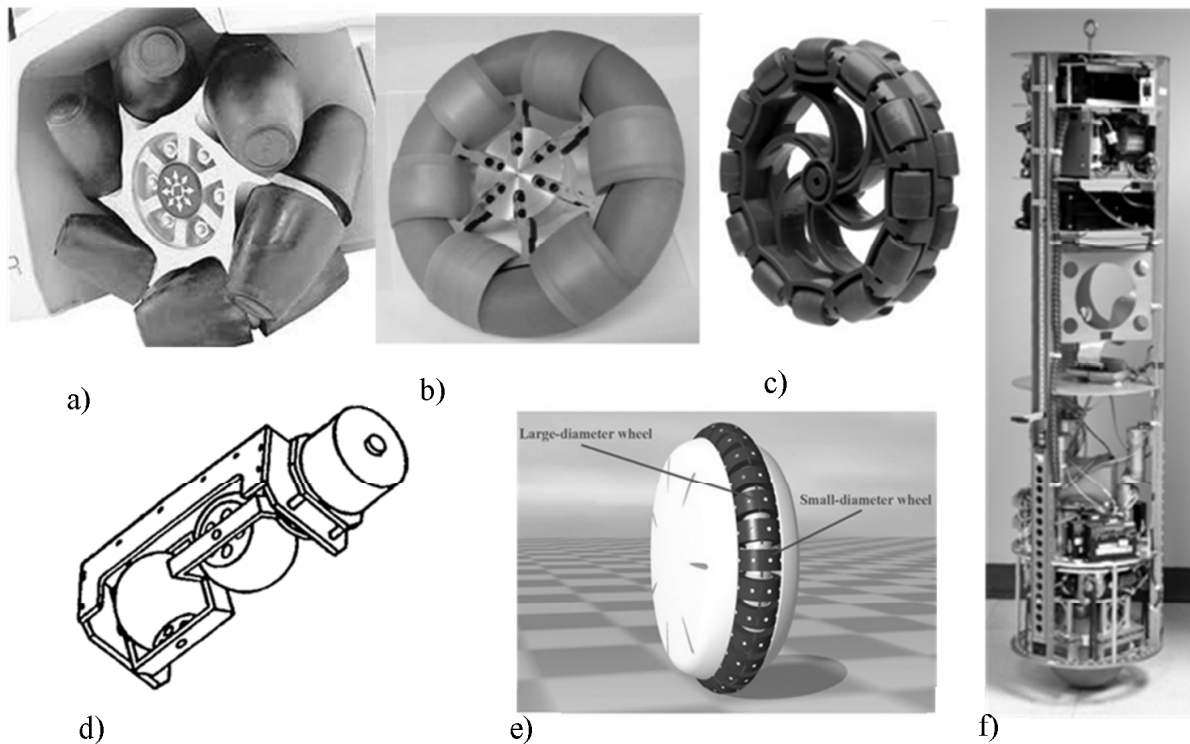 a)
b)
c)
Large-diameter wheel
Small-diameter wheel
d)
e)
f)